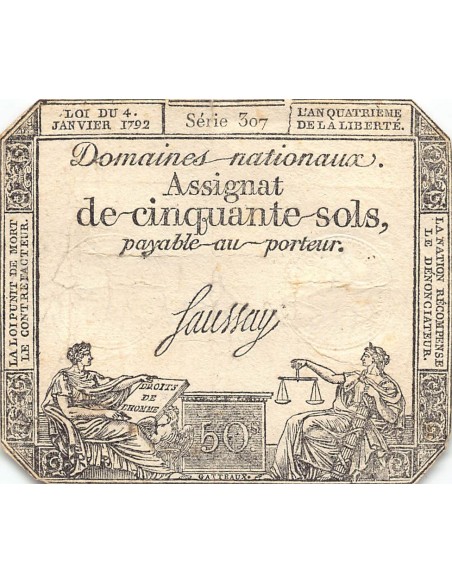 LOI DU 4.
JANVIER 1792
Série 307
L'AN QUATRIÈME
DE LA LIBERTÉ.
Domaines nationaux.
Assignat
de cinquante sols,
payable au porteur.
LA LOI PUNIT DE MORT
LE CONTREFACTEUR.
LA NATION RÉCOMPENSE
LE DÉNONCIATEUR.
Saussay
DROITS
DE
L'HOMME
50
GATTEAUX